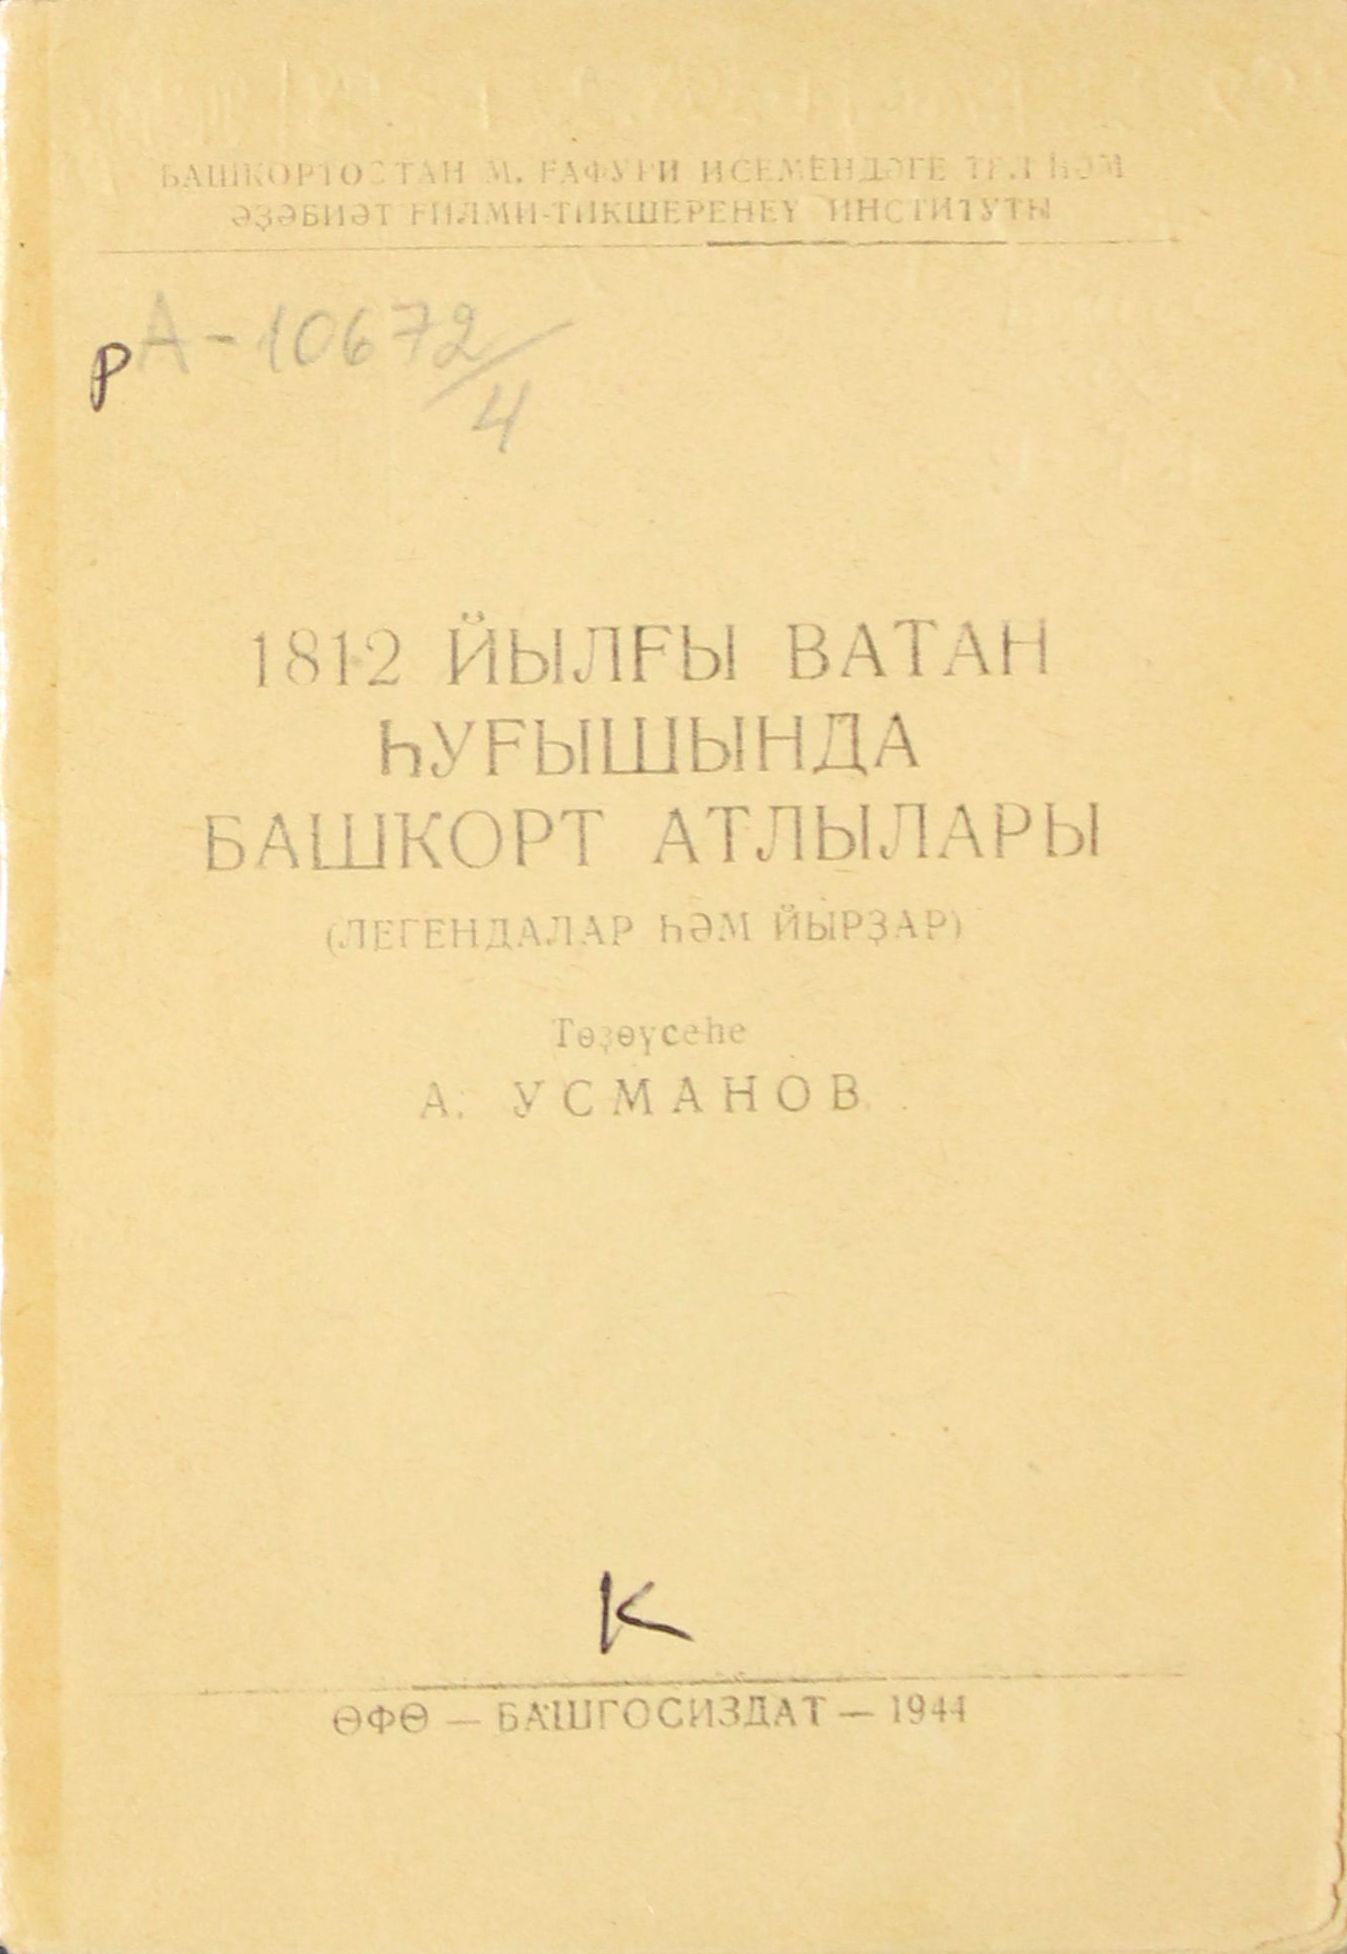 БАШКОРТОСТАН М. ҒАФУРИ ИСЕМЕНДӘГЕ ТЕЛ ҺӘМ
ӘҘӘБИӘТ ҒИЛМИ-ТИКШЕРЕНЕҮ ИНСТИТУТЫ
рА-10672/4
1812 ЙЫЛҒЫ ВАТАН
ҺУҒЫШЫНДА
БАШКОРТ АТЛЫЛАРЫ
(ЛЕГЕНДАЛАР ҺӘМ ЙЫРҘАР)
Төҙөүсеһе
А. УСМАНОВ
К
ӨФӨ — БАШГОСИЗДАТ — 1944